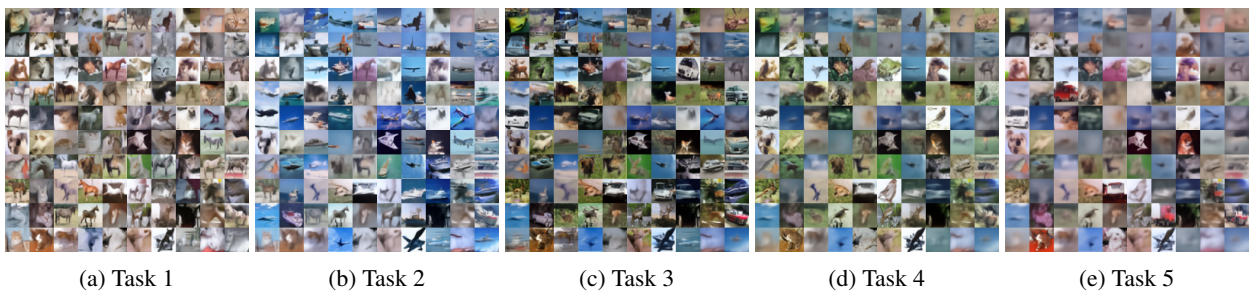 (a) Task 1
(b) Task 2
(c) Task 3
(d) Task 4
(e) Task 5